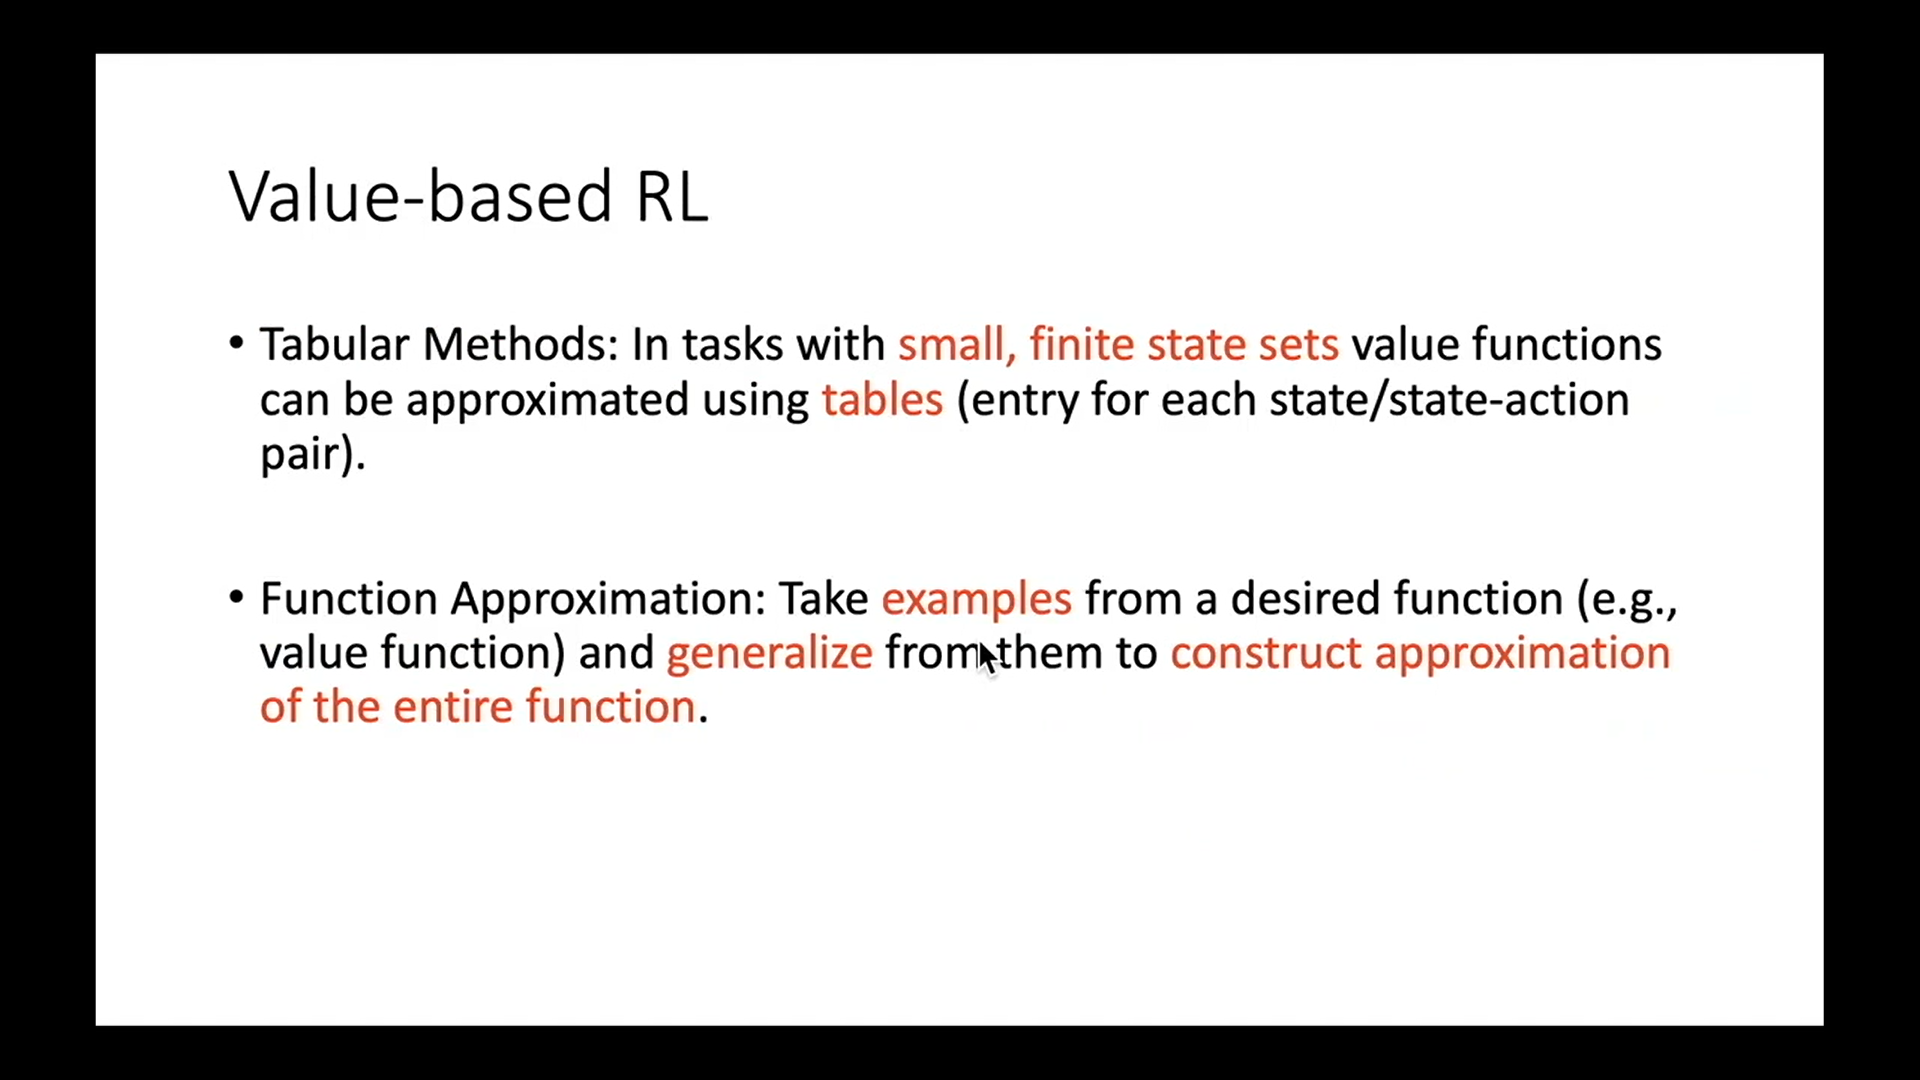 Value-based RL
• Tabular Methods: In tasks with small, finite state sets value functions
can be approximated using tables (entry for each state/state-action
pair).
• Function Approximation: Take examples from a desired function (e.g.,
value function) and generalize from them to construct approximation
of the entire function.